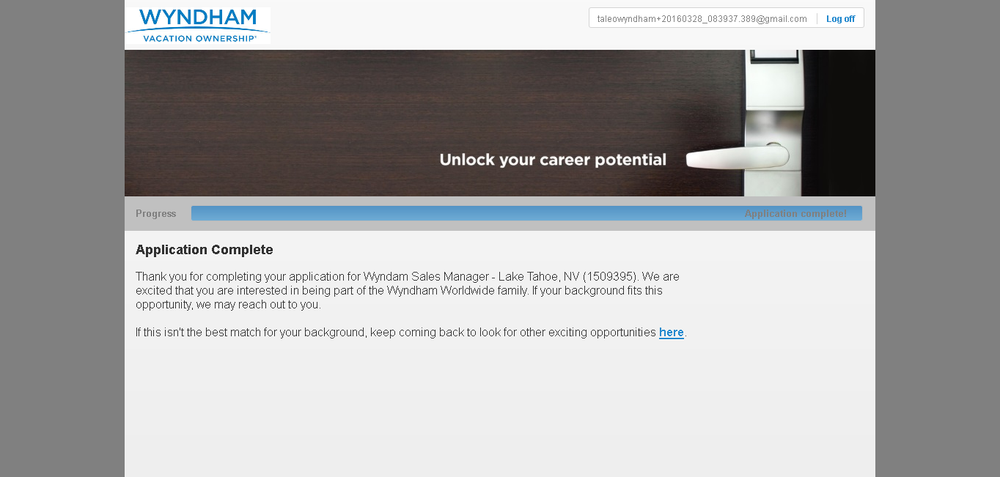 WYNDHAM
VACATION OWNERSHIP®
taleowyndham+20160328_083937.389@gmail.com
Log off
Unlock your career potential
Progress
Application complete!
Application Complete
Thank you for completing your application for Wyndam Sales Manager - Lake Tahoe, NV (1509395). We are
excited that you are interested in being part of the Wyndham Worldwide family. If your background fits this
opportunity, we may reach out to you.
If this isn't the best match for your background, keep coming back to look for other exciting opportunities here.